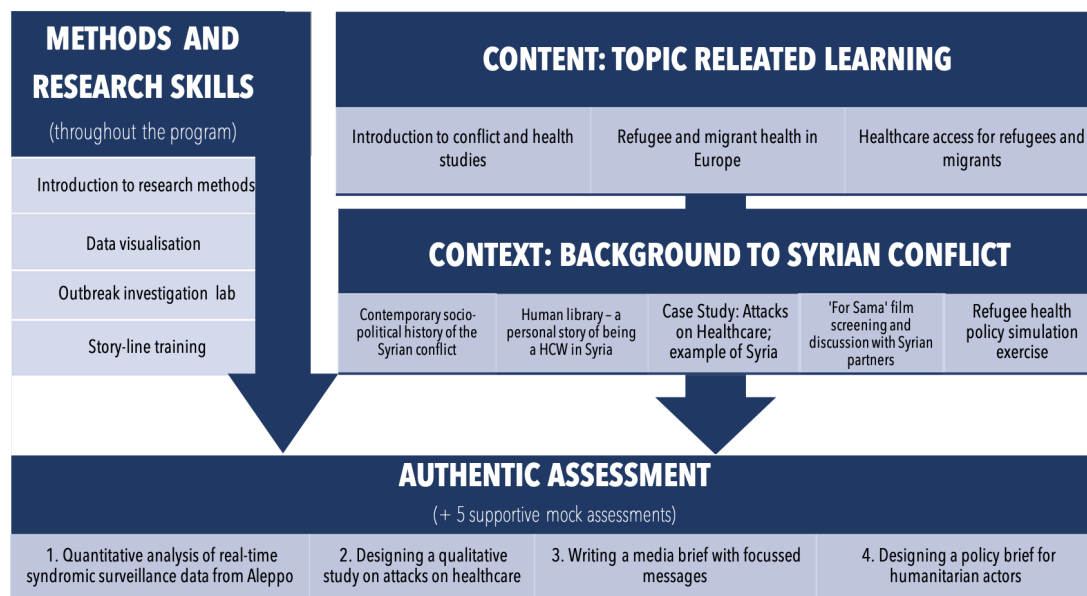 METHODS AND
RESEARCH SKILLS
(throughout the program)
Introduction to research methods
Data visualisation
Outbreak investigation lab
Story-line training
CONTENT: TOPIC RELEATED LEARNING
Introduction to conflict and health
studies
Refugee and migrant health in
Europe
Healthcare access for refugees and
migrants
CONTEXT: BACKGROUND TO SYRIAN CONFLICT
Contemporary socio-
political history of the
Syrian conflict
Human library – a
personal story of being
a HCW in Syria
Case Study: Attacks
on Healthcare;
example of Syria
'For Sama' film
screening and
discussion with Syrian
partners
Refugee health
policy simulation
exercise
AUTHENTIC ASSESSMENT
(+ 5 supportive mock assessments)
1. Quantitative analysis of real-time
syndromic surveillance data from Aleppo
2. Designing a qualitative
study on attacks on healthcare
3. Writing a media brief with focussed
messages
4. Designing a policy brief for
humanitarian actors